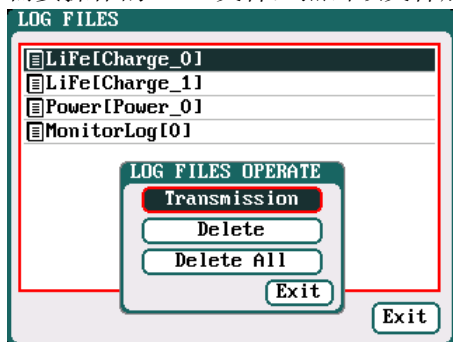 LOG FILES
LiFe[Charge_0]
LiFe[Charge_1]
Power[Power_0]
MonitorLog[0]
LOG FILES OPERATE
Transmission
Delete
Delete All
Exit
Exit